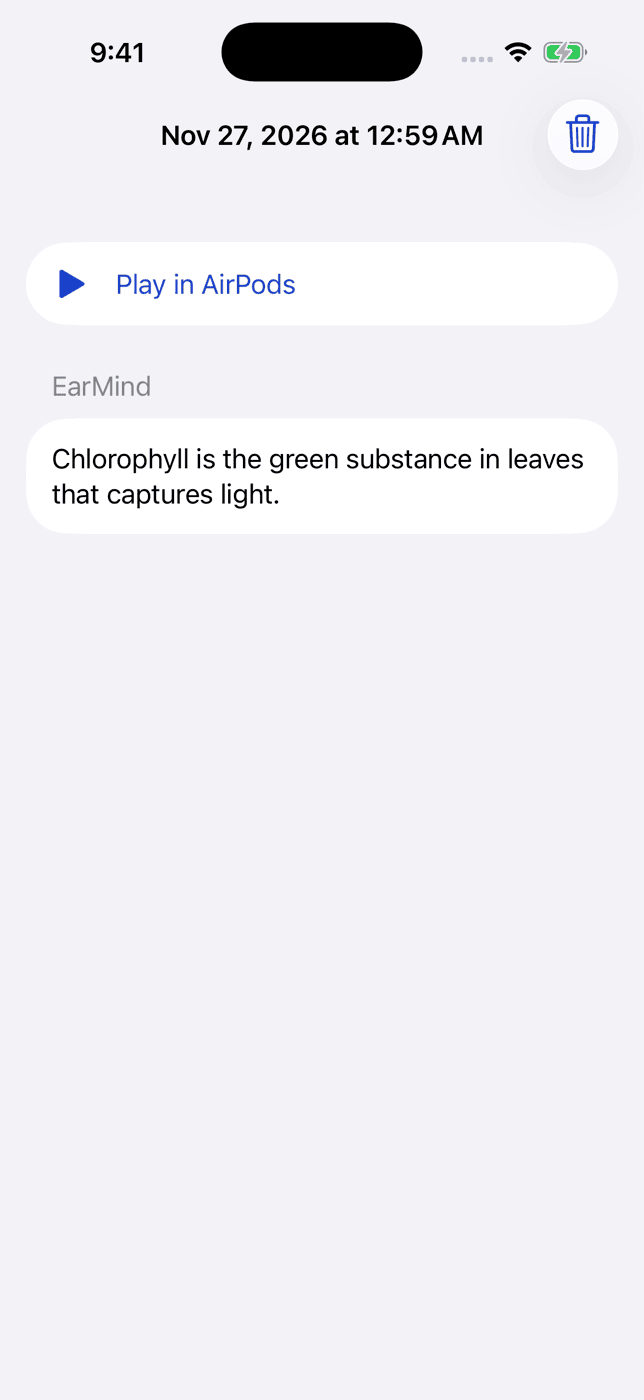 9:41
Nov 27, 2026 at 12:59 AM
Play in AirPods
EarMind
Chlorophyll is the green substance in leaves
that captures light.